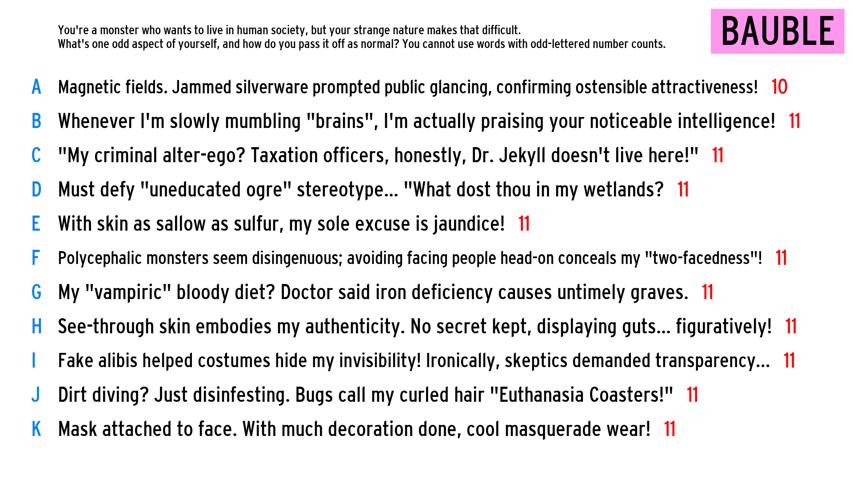 You're a monster who wants to live in human society, but your strange nature makes that difficult.
What's one odd aspect of yourself, and how do you pass it off as normal? You cannot use words with odd-lettered number counts.
BAUBLE
A Magnetic fields. Jammed silverware prompted public glancing, confirming ostensible attractiveness! 10
B Whenever I'm slowly mumbling "brains", I'm actually praising your noticeable intelligence! 11
C "My criminal alter-ego? Taxation officers, honestly, Dr. Jekyll doesn't live here!" 11
D Must defy "uneducated ogre" stereotype... "What dost thou in my wetlands? 11
E With skin as sallow as sulfur, my sole excuse is jaundice! 11
F Polycephalic monsters seem disingenuous; avoiding facing people head-on conceals my "two-facedness"! 11
G My "vampiric" bloody diet? Doctor said iron deficiency causes untimely graves. 11
H See-through skin embodies my authenticity. No secret kept, displaying guts... figuratively! 11
I Fake alibis helped costumes hide my invisibility! Ironically, skeptics demanded transparency... 11
J Dirt diving? Just disinfesting. Bugs call my curled hair "Euthanasia Coasters!" 11
K Mask attached to face. With much decoration done, cool masquerade wear! 11